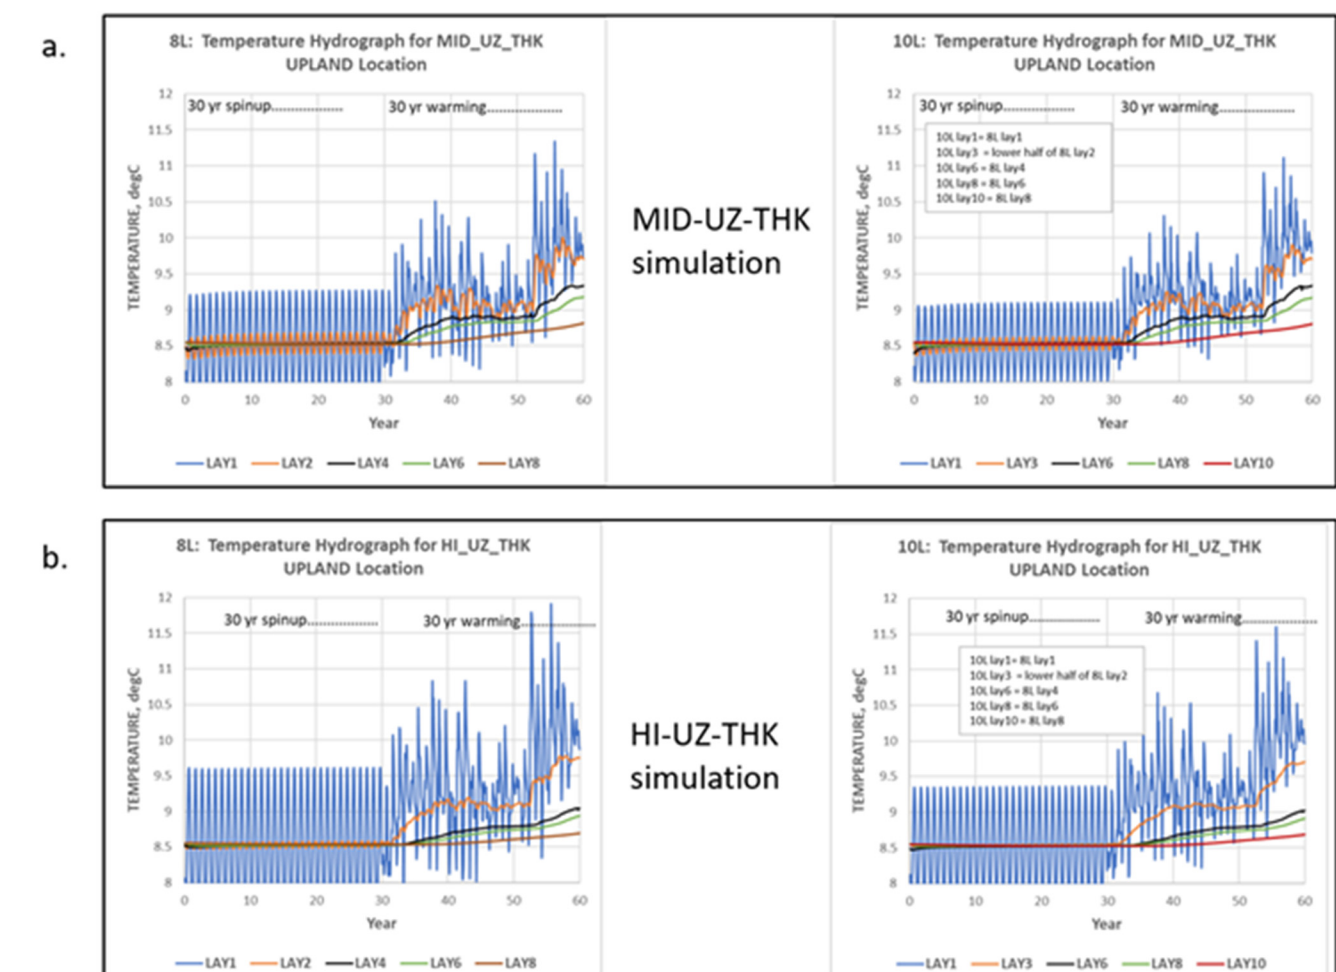 a.
8L: Temperature Hydrograph for MID_UZ_THK
UPLAND Location
30 yr spinup..................
30 yr warming...................
TEMPERATURE, degC
12
11.5
11
10.5
10
9.5
9
8.5
8
0 10 20 30 40 50 60
Year
LAY1 LAY2 LAY4 LAY6 LAY8
MID-UZ-THK
simulation
10L: Temperature Hydrograph for MID_UZ_THK
UPLAND Location
30 yr spinup..................
30 yr warming...................
10L lay1= 8L lay1
10L lay3 = lower half of 8L lay2
10L lay6 = 8L lay4
10L lay8 = 8L lay6
10L lay10 = 8L lay8
TEMPERATURE, degC
12
11.5
11
10.5
10
9.5
9
8.5
8
0 10 20 30 40 50 60
Year
LAY1 LAY3 LAY6 LAY8 LAY10
b.
8L: Temperature Hydrograph for HI_UZ_THK
UPLAND Location
30 yr spinup..................
30 yr warming...................
TEMPERATURE, degC
12
11.5
11
10.5
10
9.5
9
8.5
8
0 10 20 30 40 50 60
Year
LAY1 LAY2 LAY4 LAY6 LAY8
HI-UZ-THK
simulation
10L: Temperature Hydrograph for HI_UZ_THK
UPLAND Location
30 yr spinup..................
30 yr warming...................
10L lay1= 8L lay1
10L lay3 = lower half of 8L lay2
10L lay6 = 8L lay4
10L lay8 = 8L lay6
10L lay10 = 8L lay8
TEMPERATURE, degC
12
11.5
11
10.5
10
9.5
9
8.5
8
0 10 20 30 40 50 60
Year
LAY1 LAY3 LAY6 LAY8 LAY10